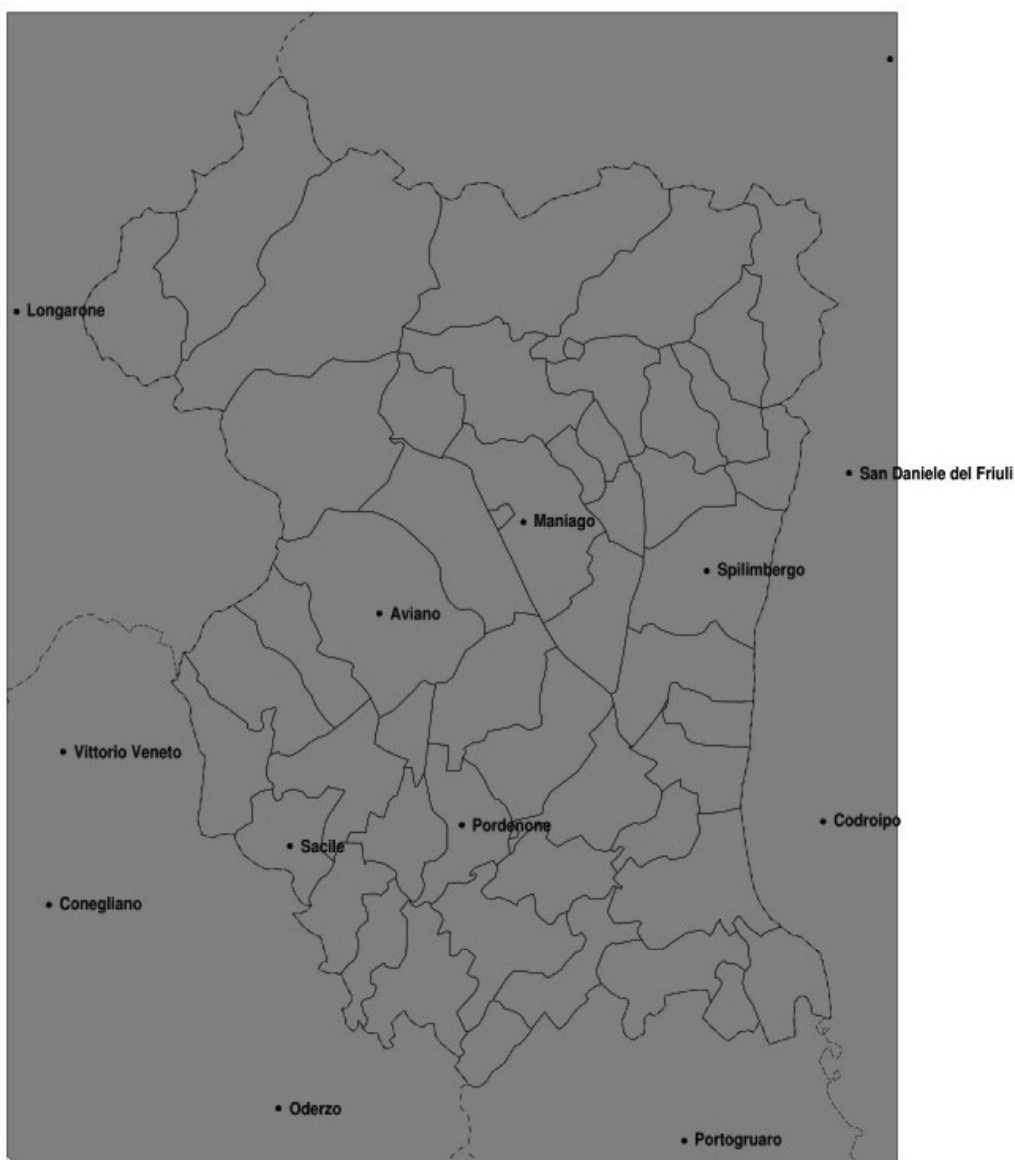 Longarone
San Daniele del Friuli
Maniago
Spilimbergo
Aviano
Vittorio Veneto
Pordenone
Codroipo
Sacile
Conegliano
Oderzo
Portogruaro